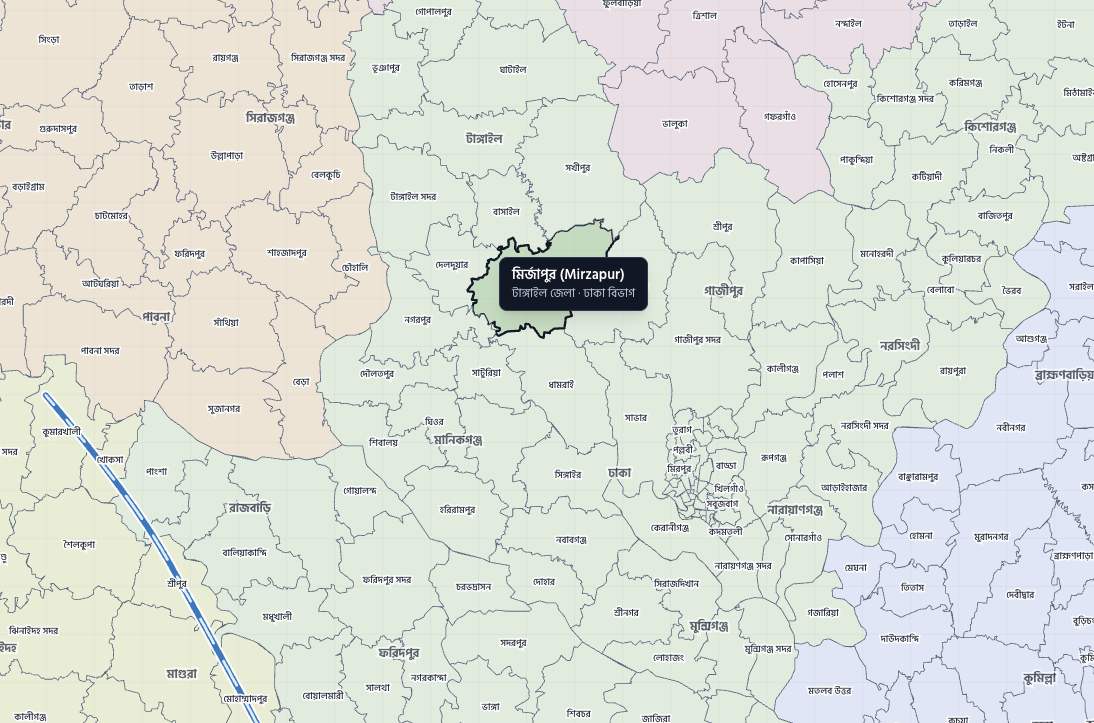 গোপালপুর
ফুলবাড়িয়া
ত্রিশাল
নন্দাইল
তাড়াইল
ইটনা
সিংড়া
রায়গঞ্জ
সিরাজগঞ্জ সদর
ভূঞাপুর
ঘাটাইল
তাড়াশ
হোসেনপুর
করিমগঞ্জ
কিশোরগঞ্জ সদর
সিরাজগঞ্জ
ভালুকা
গফরগাঁও
গুরুদাসপুর
টাঙ্গাইল
কিশোরগঞ্জ
নিকলী
উল্লাপাড়া
বেলকুচি
সখীপুর
পাকুন্দিয়া
কটিয়াদী
বড়াইগ্রাম
টাঙ্গাইল সদর
চাটমোহর
বাসাইল
বাজিতপুর
শ্রীপুর
ফরিদপুর
শাহজাদপুর
চৌহালি
দেলদুয়ার
কাপাসিয়া
মনোহরদী
কুলিয়ারচর
মির্জাপুর (Mirzapur)
টাঙ্গাইল জেলা · ঢাকা বিভাগ
আটঘরিয়া
গাজীপুর
বেলাবো
ভৈরব
পাবনা
সাঁথিয়া
নগরপুর
গাজীপুর সদর
নরসিংদী
আশুগঞ্জ
পাবনা সদর
বেড়া
দৌলতপুর
সাটুরিয়া
ধামরাই
কালীগঞ্জ
পলাশ
রায়পুরা
সুজানগর
ঘিওর
সাভার
তুরাগ
নরসিংদী সদর
নবীনগর
কুমারখালী
শিবালয়
মানিকগঞ্জ
পল্লবী
খোকসা
পাংশা
সিঙ্গাইর
ঢাকা
মিরপুর
বাড্ডা
রূপগঞ্জ
বাঞ্ছারামপুর
গোয়ালন্দ
খিলগাঁও
আড়াইহাজার
রাজবাড়ি
হরিরামপুর
সবুজবাগ
নারায়ণগঞ্জ
কেরানীগঞ্জ
কদমতলী
সোনারগাঁও
হোমনা
মুরাদনগর
শৈলকুপা
বালিয়াকান্দি
নবাবগঞ্জ
নারায়ণগঞ্জ সদর
মেঘনা
শ্রীপুর
ফরিদপুর সদর
চরভদ্রাসন
দোহার
সিরাজদিখান
তিতাস
দেবীদ্বার
মধুখালী
শ্রীনগর
মুন্সিগঞ্জ
গজারিয়া
ঝিনাইদহ সদর
সদরপুর
দাউদকান্দি
ফরিদপুর
লোহাজং
মুন্সিগঞ্জ সদর
মাগুরা
নগরকান্দা
কুমিল্লা
মোহাম্মাদপুর
বোয়ালমারী
সালথা
মতলব উত্তর
ভাঙ্গা
শিবচর
জাজিরা
কালীগঞ্জ